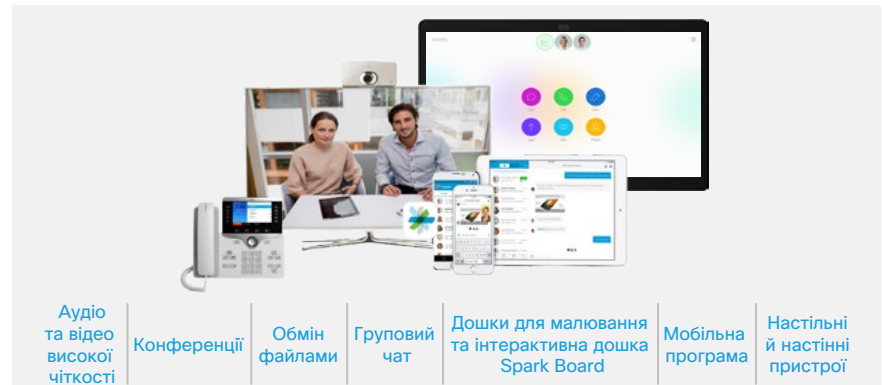 Аудіо
та відео
високої
чіткості
Конференції
Обмін
файлами
Груповий
чат
Дошки для малювання
та інтерактивна дошка
Spark Board
Мобільна
програма
Настільні
й настінні
пристрої